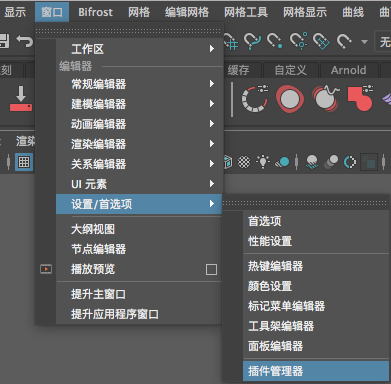 显示 窗口 Bifrost 网格 编辑网格 网格工具 网格显示 曲线 曲
无
刻 缓存 自定义 Arnold
渲染
工作区
编辑器
常规编辑器
建模编辑器
动画编辑器
渲染编辑器
关系编辑器
UI 元素
设置/首选项
大纲视图
节点编辑器
播放预览
提升主窗口
提升应用程序窗口
首选项
性能设置
热键编辑器
颜色设置
标记菜单编辑器
工具架编辑器
面板编辑器
插件管理器